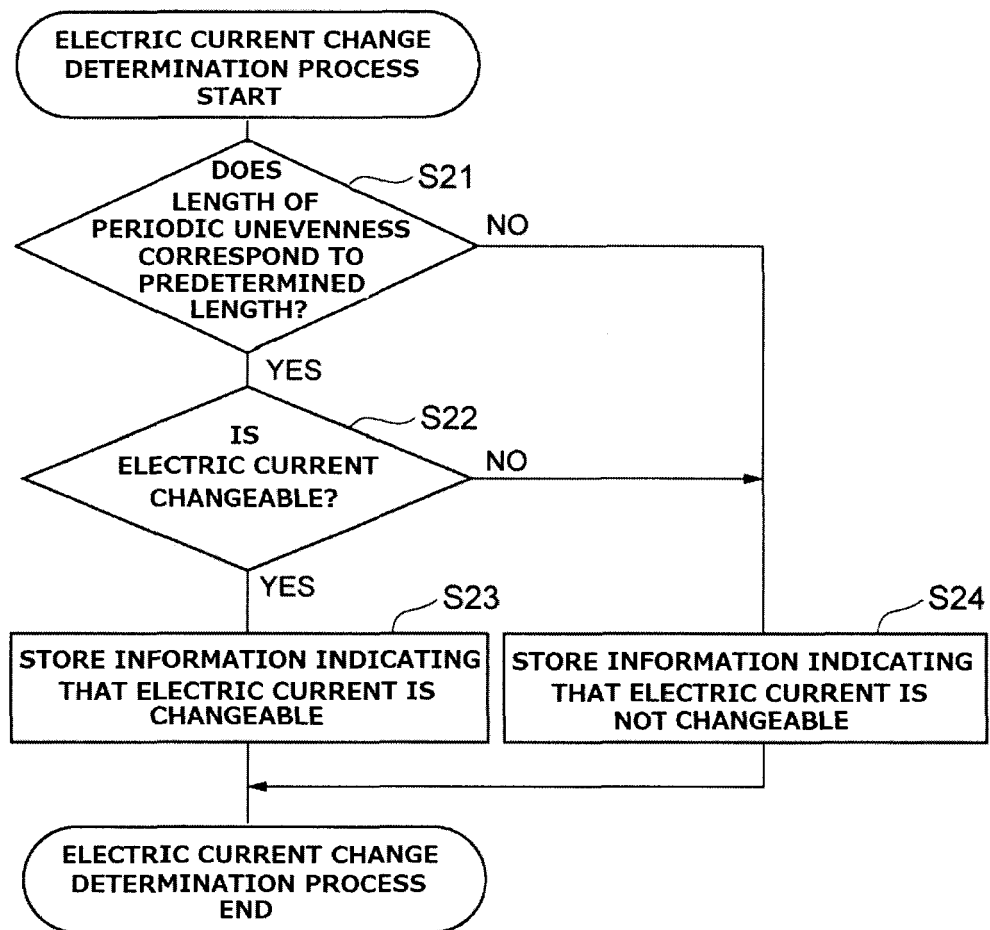 ELECTRIC CURRENT CHANGE
DETERMINATION PROCESS
START
DOES
LENGTH OF
PERIODIC UNEVENNESS
CORRESPOND TO
PREDETERMINED
LENGTH?
S21
NO
YES
IS
ELECTRIC CURRENT
CHANGEABLE?
S22
NO
YES
S23
STORE INFORMATION INDICATING
THAT ELECTRIC CURRENT IS
CHANGEABLE
S24
STORE INFORMATION INDICATING
THAT ELECTRIC CURRENT IS
NOT CHANGEABLE
ELECTRIC CURRENT CHANGE
DETERMINATION PROCESS
END